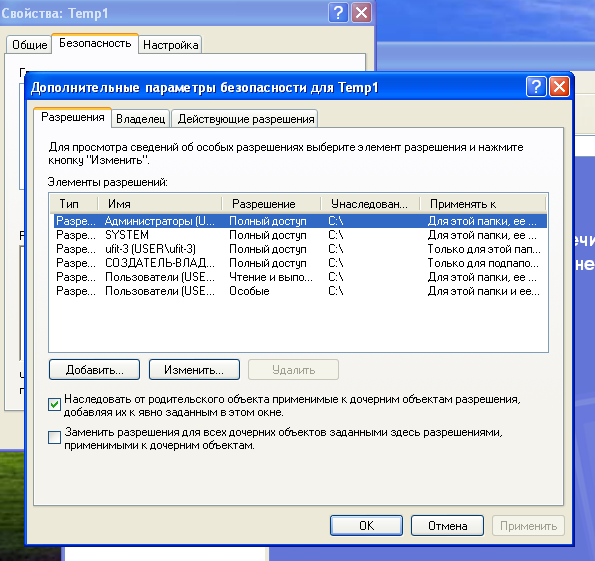 Свойства: Temp1
Общие Безопасность Настройка
Дополнительные параметры безопасности для Temp1
Разрешения Владелец Действующие разрешения
Для просмотра сведений об особых разрешениях выберите элемент разрешения и нажмите
кнопку "Изменить".
Элементы разрешений:
Тип Имя Разрешение Унаследован... Применять к
Разре... Администраторы (U... Полный доступ C:\ Для этой папки, ее ...
Разре... SYSTEM Полный доступ C:\ Для этой папки, ее ...
Разре... ufit-3 (USER\ufit-3) Полный доступ C:\ Только для этой пап...
Разре... СОЗДАТЕЛЬ-ВЛАД... Полный доступ C:\ Только для подпапо...
Разре... Пользователи (USE... Чтение и выпо... C:\ Для этой папки, ее ...
Разре... Пользователи (USE... Особые C:\ Для этой папки и ее ...
Добавить... Изменить... Удалить
Наследовать от родительского объекта применимые к дочерним объектам разрешения,
добавляя их к явно заданным в этом окне.
Заменить разрешения для всех дочерних объектов заданными здесь разрешениями,
применимыми к дочерним объектам.
OK Отмена Применить